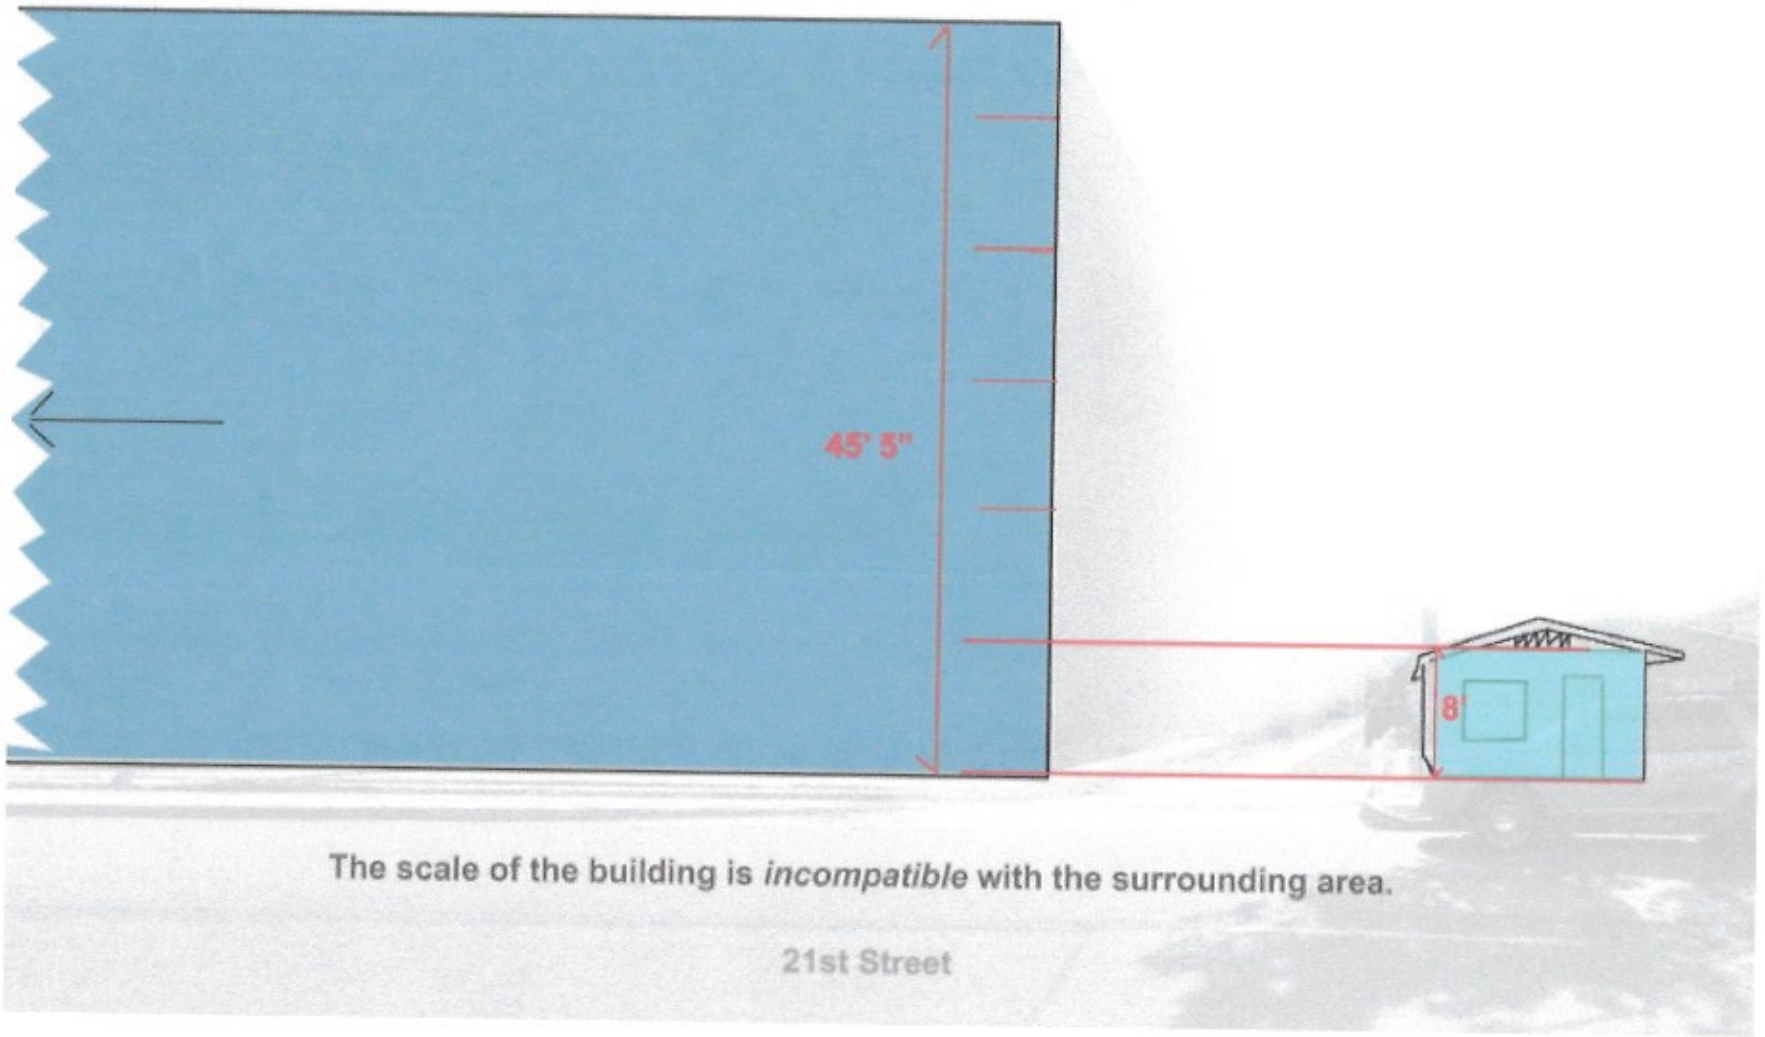 45' 5"
8'
The scale of the building is incompatible with the surrounding area.
21st Street